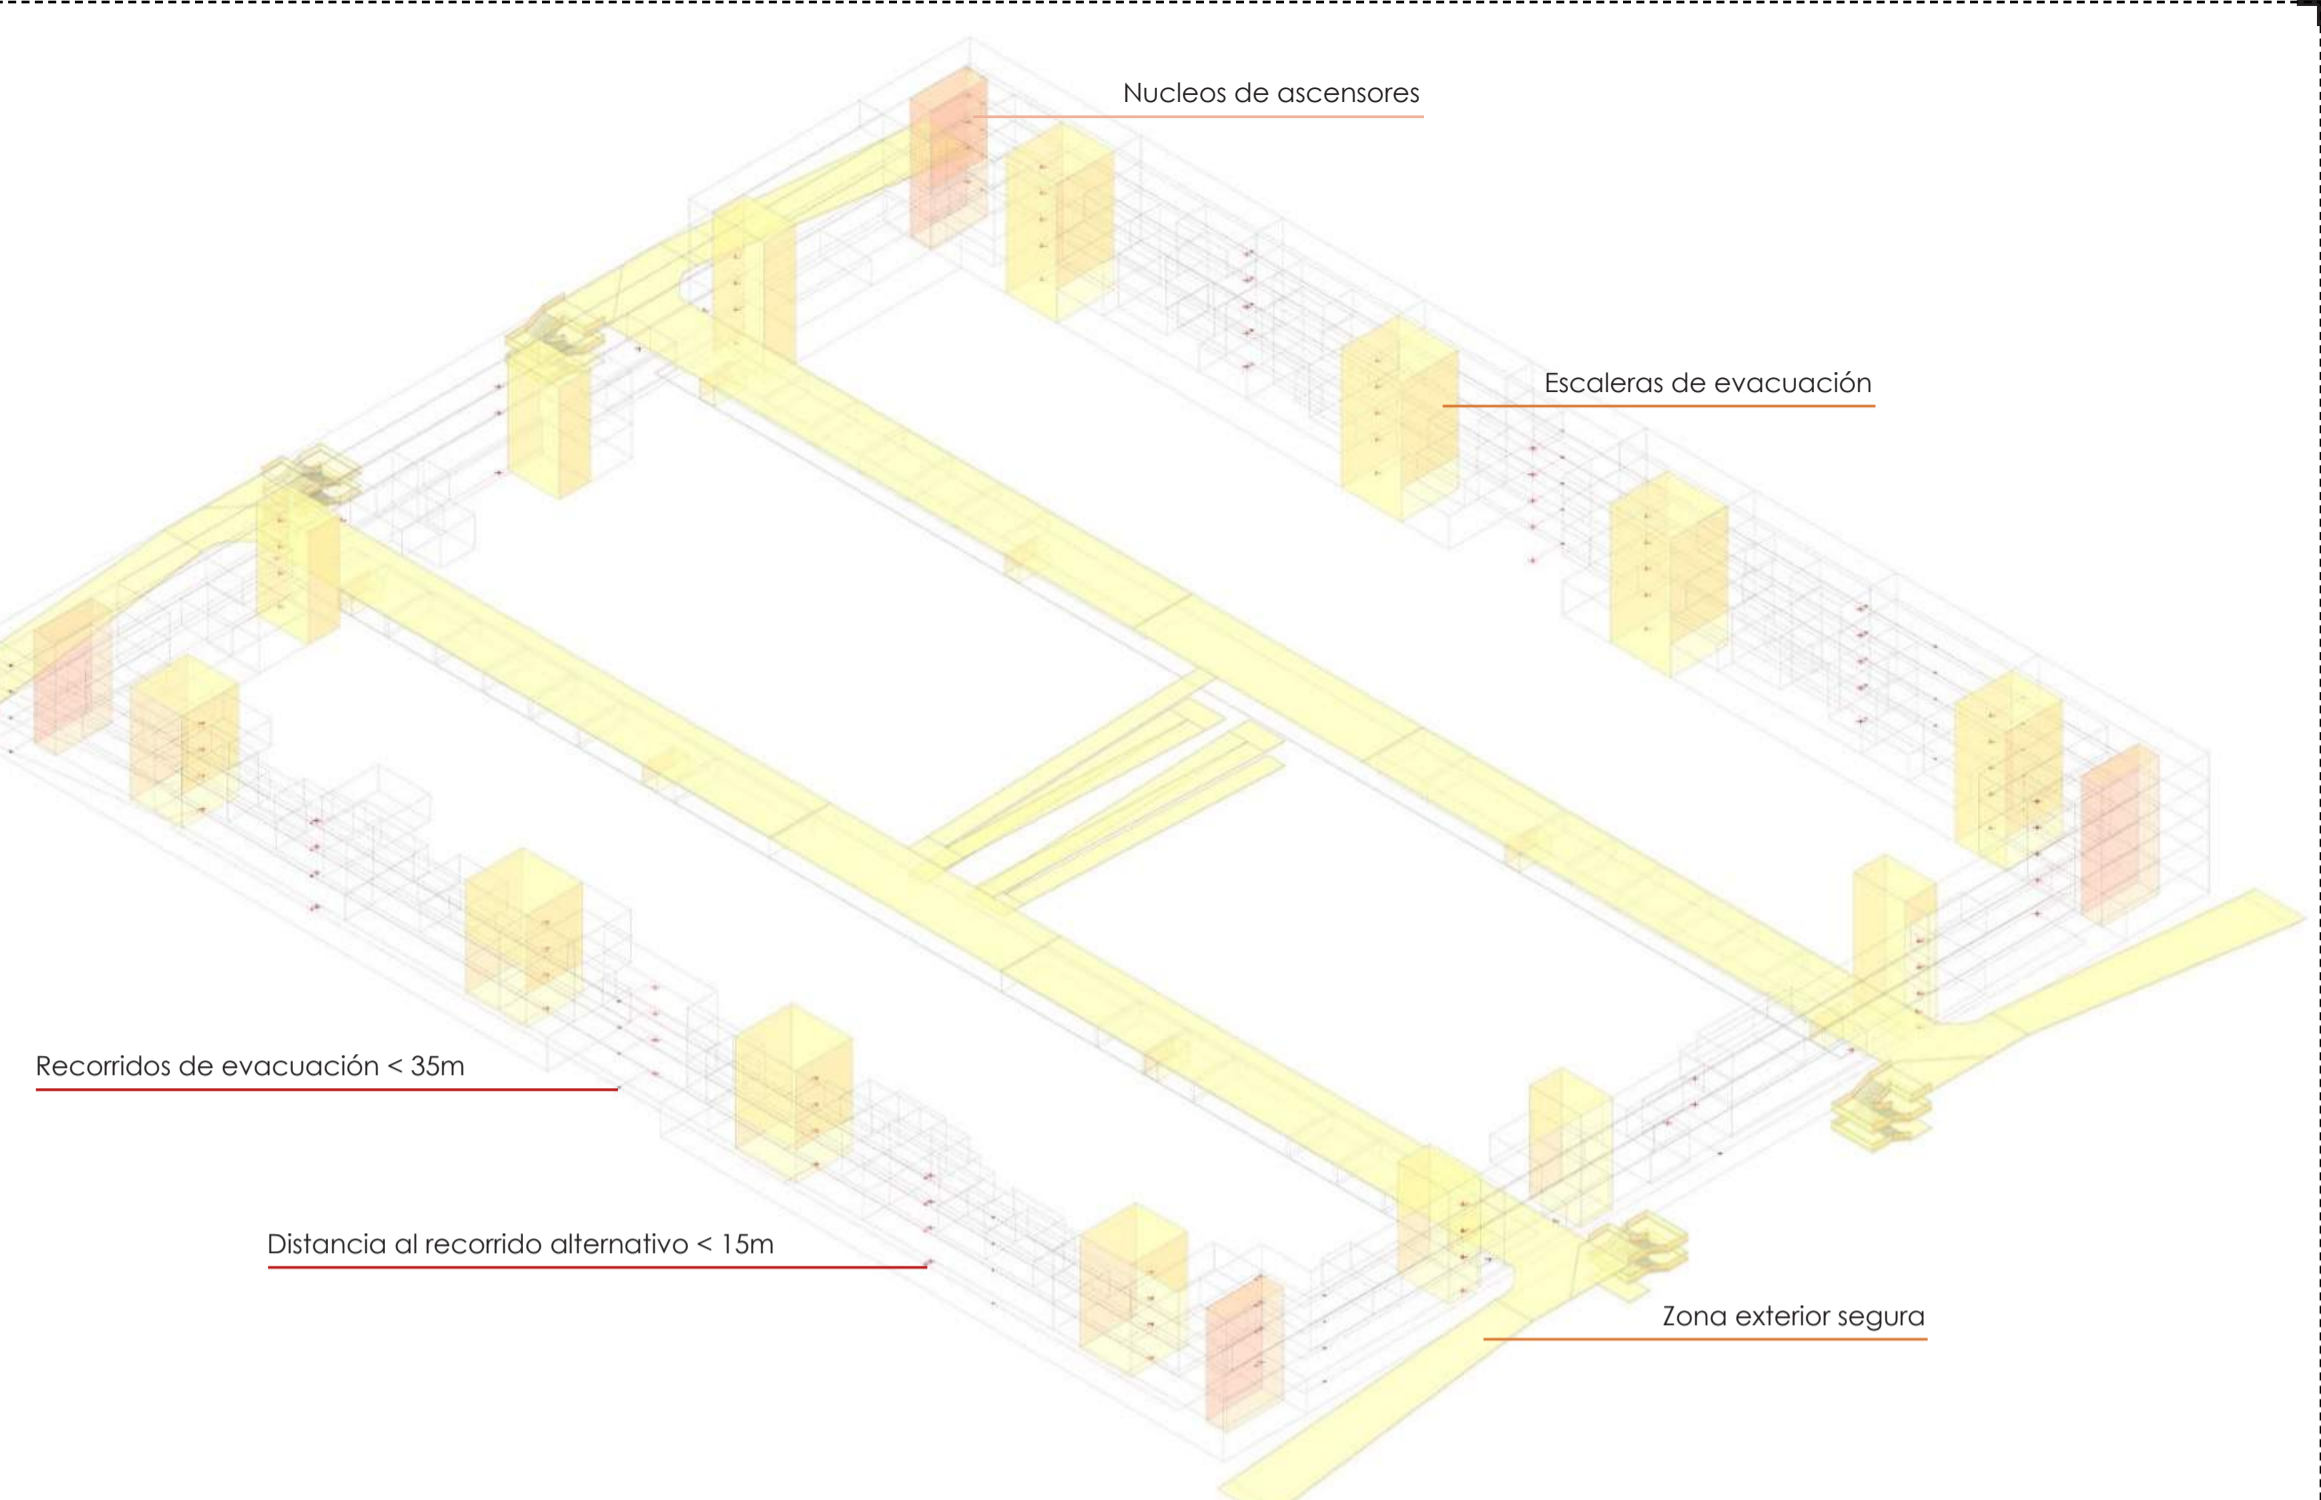 Nucleos de ascensores
Escaleras de evacuación
Recorridos de evacuación < 35m
Distancia al recorrido alternativo < 15m
Zona exterior segura